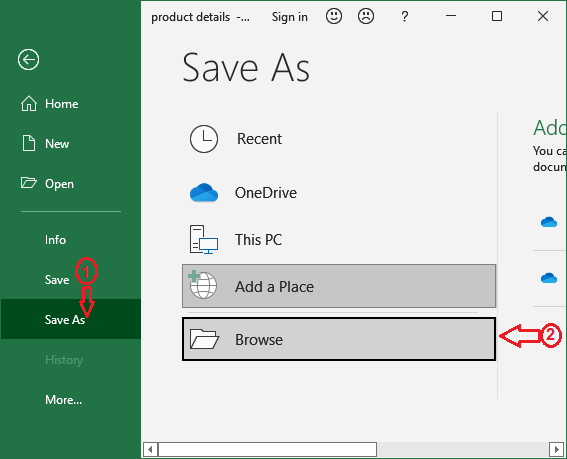 product details -... Sign in ?
Save As
Home
New
Open
Info
Save
Save As
History
More...
1
Recent
OneDrive
This PC
Add a Place
Browse
2
Add
You ca
docum